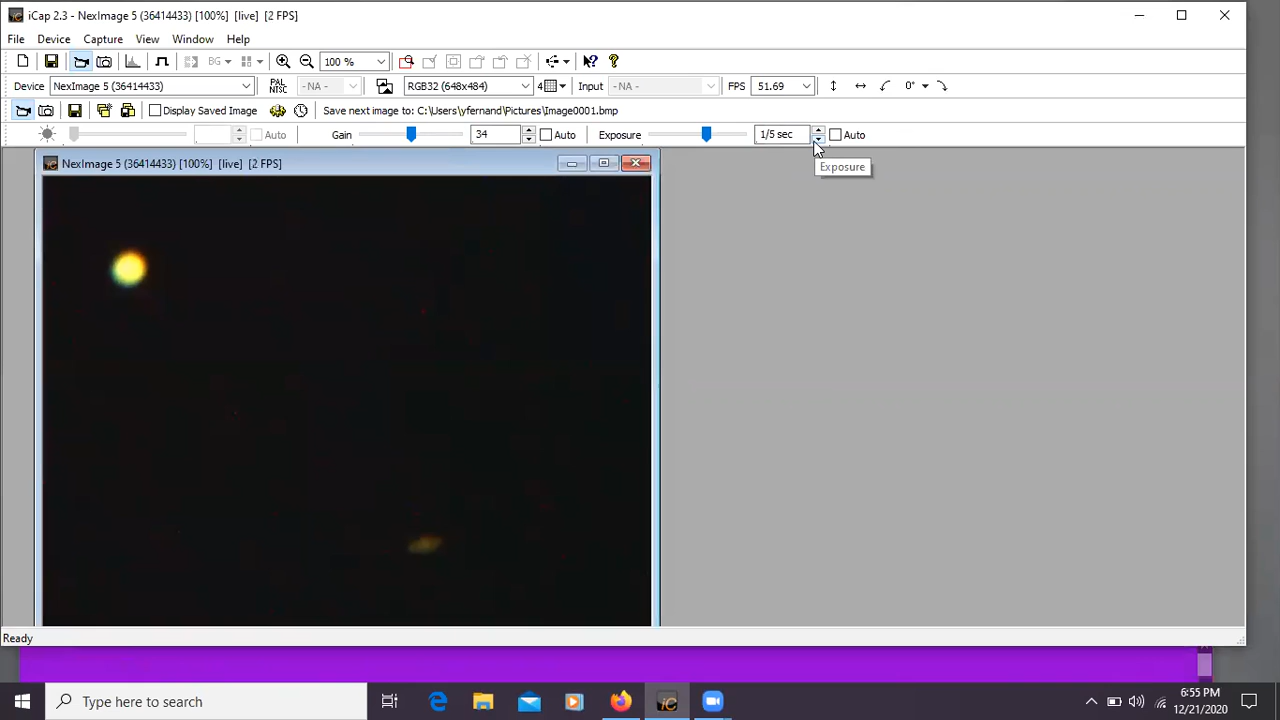 iCap 2.3 - NexImage 5 (36414433) [100%] [live] [2 FPS]
File Device Capture View Window Help
BG 100 %
Device NexImage 5 (36414433) PAL NTSC - NA - RGB32 (648x484) 4 Input - NA - FPS 51.69 0°
Display Saved Image Save next image to: C:\Users\yfernand\Pictures\Image0001.bmp
Auto Gain 34 Auto Exposure 1/5 sec Auto
Exposure
iC NexImage 5 (36414433) [100%] [live] [2 FPS]
Ready
Type here to search
iC
6:55 PM
12/21/2020